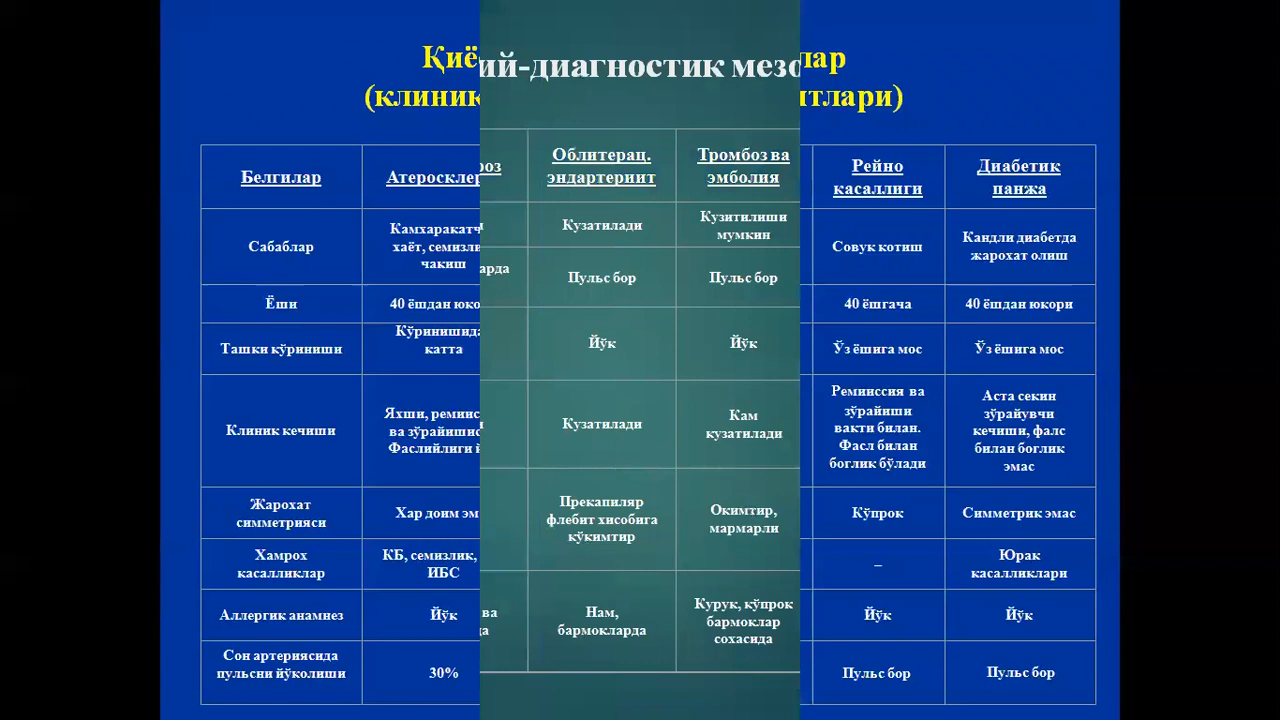 Қиё
ий-диагностик мезо
лар
(клиник
тлари)
Белгилар
Атеросклер
роз
Облитерац.
эндартериит
Тромбоз ва
эмболия
Рейно
касаллиги
Диабетик
панжа
Сабаблар
Камхаракатч
хаёт, семизли
чакиш
Кузатилади
Кузитилиши
мумкин
Совук котиш
Кандли диабетда
жарохат олиш
арда
Пульс бор
Пульс бор
Ёши
40 ёшдан юко
40 ёшгача
40 ёшдан юкори
Ташки кўриниши
Кўринишида
катта
Йўк
Йўк
Ўз ёшига мос
Ўз ёшига мос
Клиник кечиши
Яхши, ремисс
ва зўрайишс
Фаслийлиги й
Кузатилади
Кам
кузатилади
Ремиссия ва
зўрайиши
вакти билан.
Фасл билан
боглик бўлади
Аста секин
зўрайувчи
кечиши, фалс
билан боглик
эмас
Жарохат
симметрияси
Хар доим эм
Прекапиляр
флебит хисобига
кўкимтир
Окимтир,
мармарли
Кўпрок
Симметрик эмас
Хамрох
касалликлар
КБ, семизлик,
ИБС
–
Юрак
касалликлари
Аллергик анамнез
Йўк
ва
да
Нам,
бармокларда
Курук, кўпрок
бармоклар
сохасида
Йўк
Йўк
Сон артериясида
пульсни йўколиши
30%
Пульс бор
Пульс бор